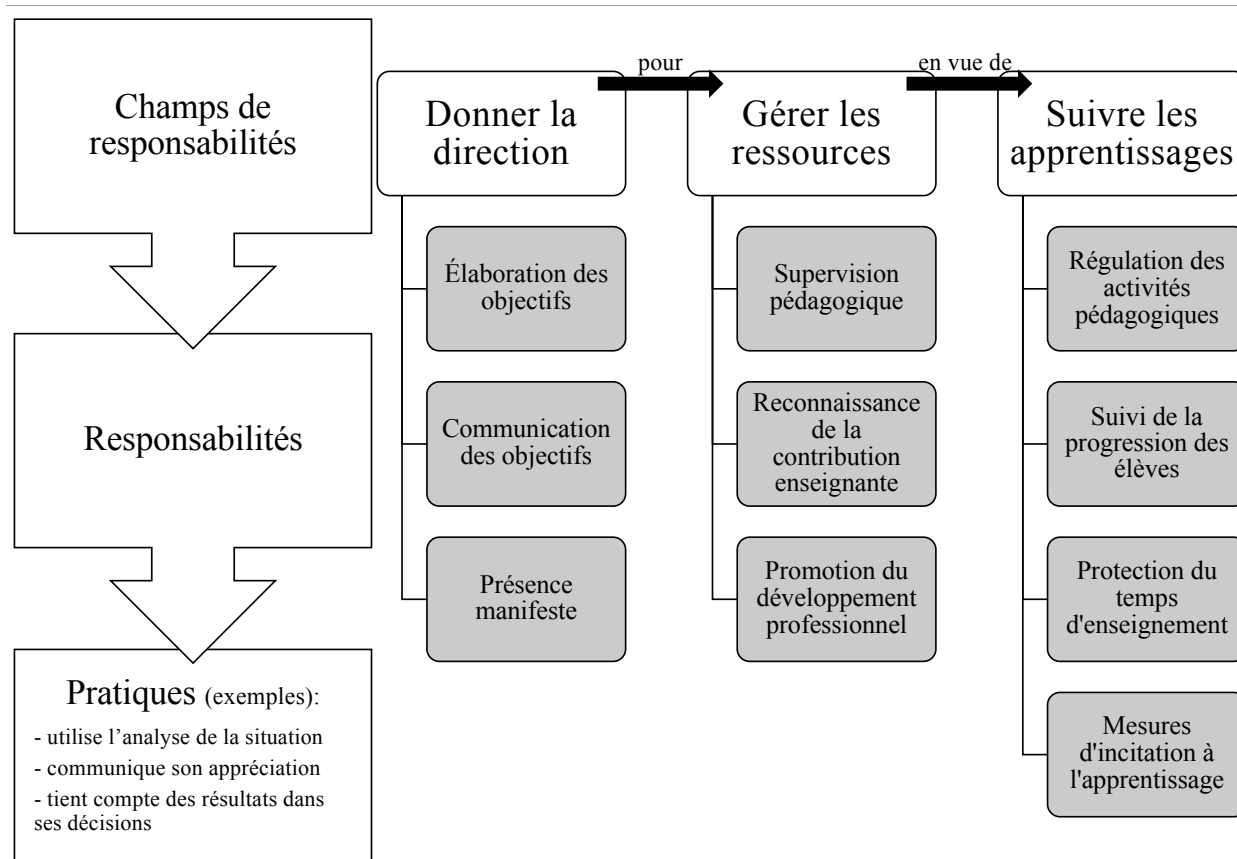 Champs de
responsabilités
Responsabilités
Pratiques (exemples):
- utilise l’analyse de la situation
- communique son appréciation
- tient compte des résultats dans
ses décisions
pour
en vue de
Donner la
direction
Élaboration des
objectifs
Communication
des objectifs
Présence
manifeste
Gérer les
ressources
Supervision
pédagogique
Reconnaissance
de la
contribution
enseignante
Promotion du
développement
professionnel
Suivre les
apprentissages
Régulation des
activités
pédagogiques
Suivi de la
progression des
élèves
Protection du
temps
d'enseignement
Mesures
d'incitation à
l'apprentissage